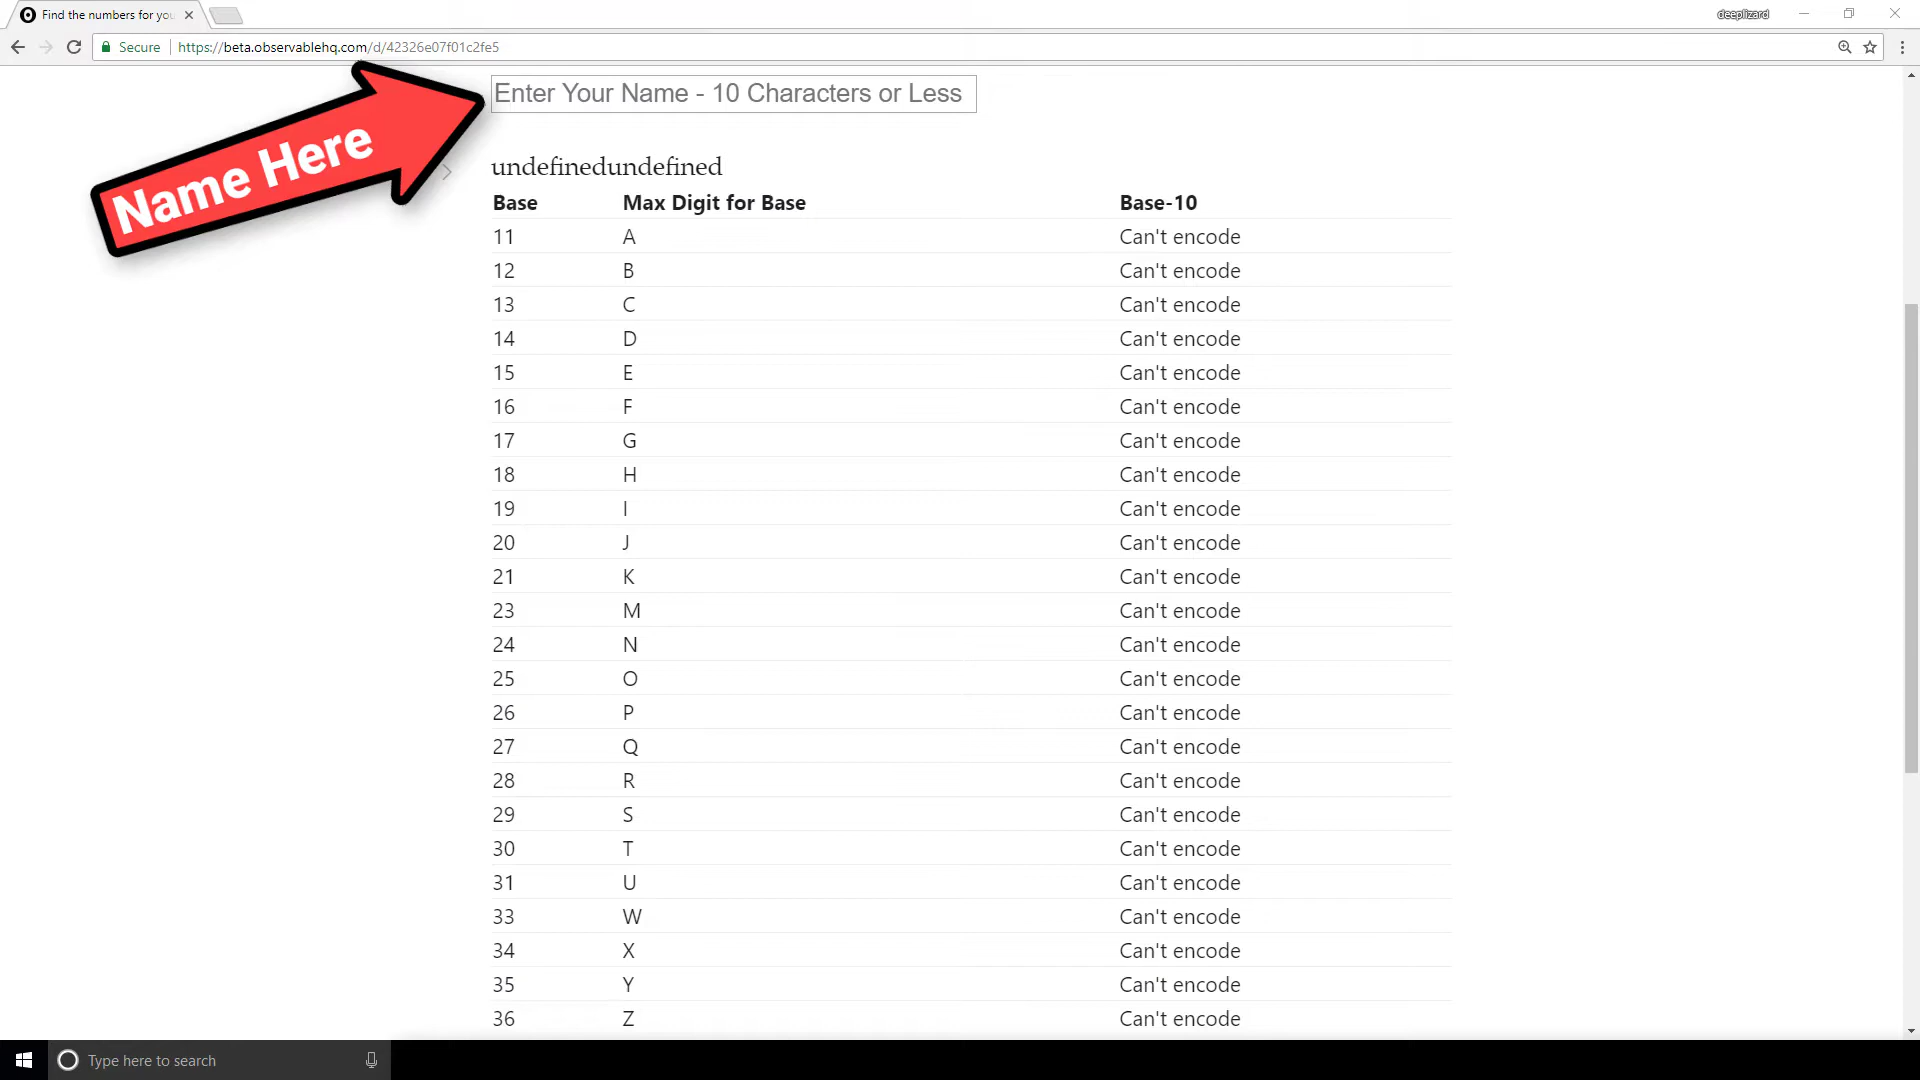 Find the numbers for you
deeplizard
Secure
https://beta.observablehq.com/d/42326e07f01c2fe5
Enter Your Name - 10 Characters or Less
Name Here
undefinedundefined
Base Max Digit for Base Base-10
11 A Can't encode
12 B Can't encode
13 C Can't encode
14 D Can't encode
15 E Can't encode
16 F Can't encode
17 G Can't encode
18 H Can't encode
19 I Can't encode
20 J Can't encode
21 K Can't encode
23 M Can't encode
24 N Can't encode
25 O Can't encode
26 P Can't encode
27 Q Can't encode
28 R Can't encode
29 S Can't encode
30 T Can't encode
31 U Can't encode
33 W Can't encode
34 X Can't encode
35 Y Can't encode
36 Z Can't encode
Type here to search